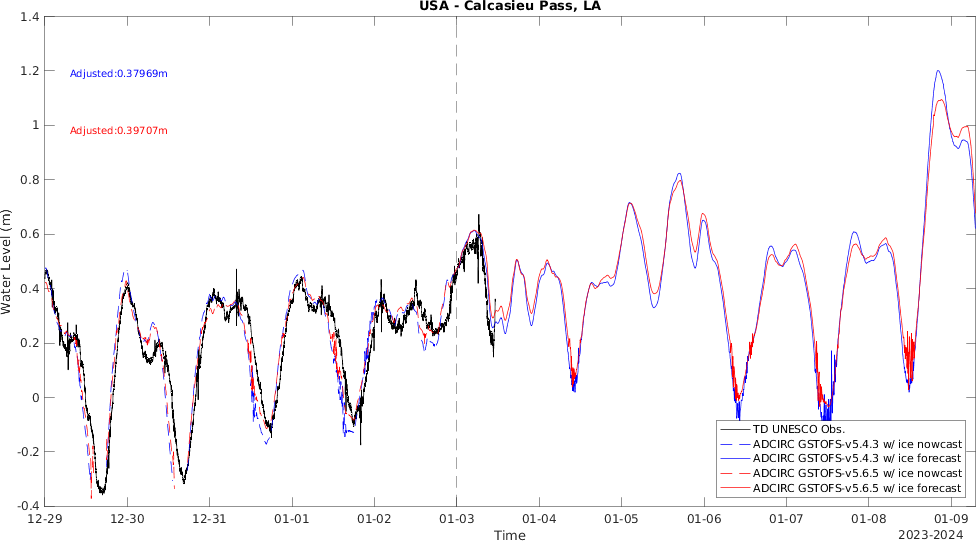 USA - Calcasieu Pass, LA
1.4
1.2
1
0.8
0.6
0.4
0.2
0
-0.2
-0.4
Water Level (m)
Adjusted:0.37969m
Adjusted:0.39707m
TD UNESCO Obs.
ADCIRC GSTOFS-v5.4.3 w/ ice nowcast
ADCIRC GSTOFS-v5.4.3 w/ ice forecast
ADCIRC GSTOFS-v5.6.5 w/ ice nowcast
ADCIRC GSTOFS-v5.6.5 w/ ice forecast
12-29 12-30 12-31 01-01 01-02 01-03 01-04 01-05 01-06 01-07 01-08 01-09
Time
2023-2024